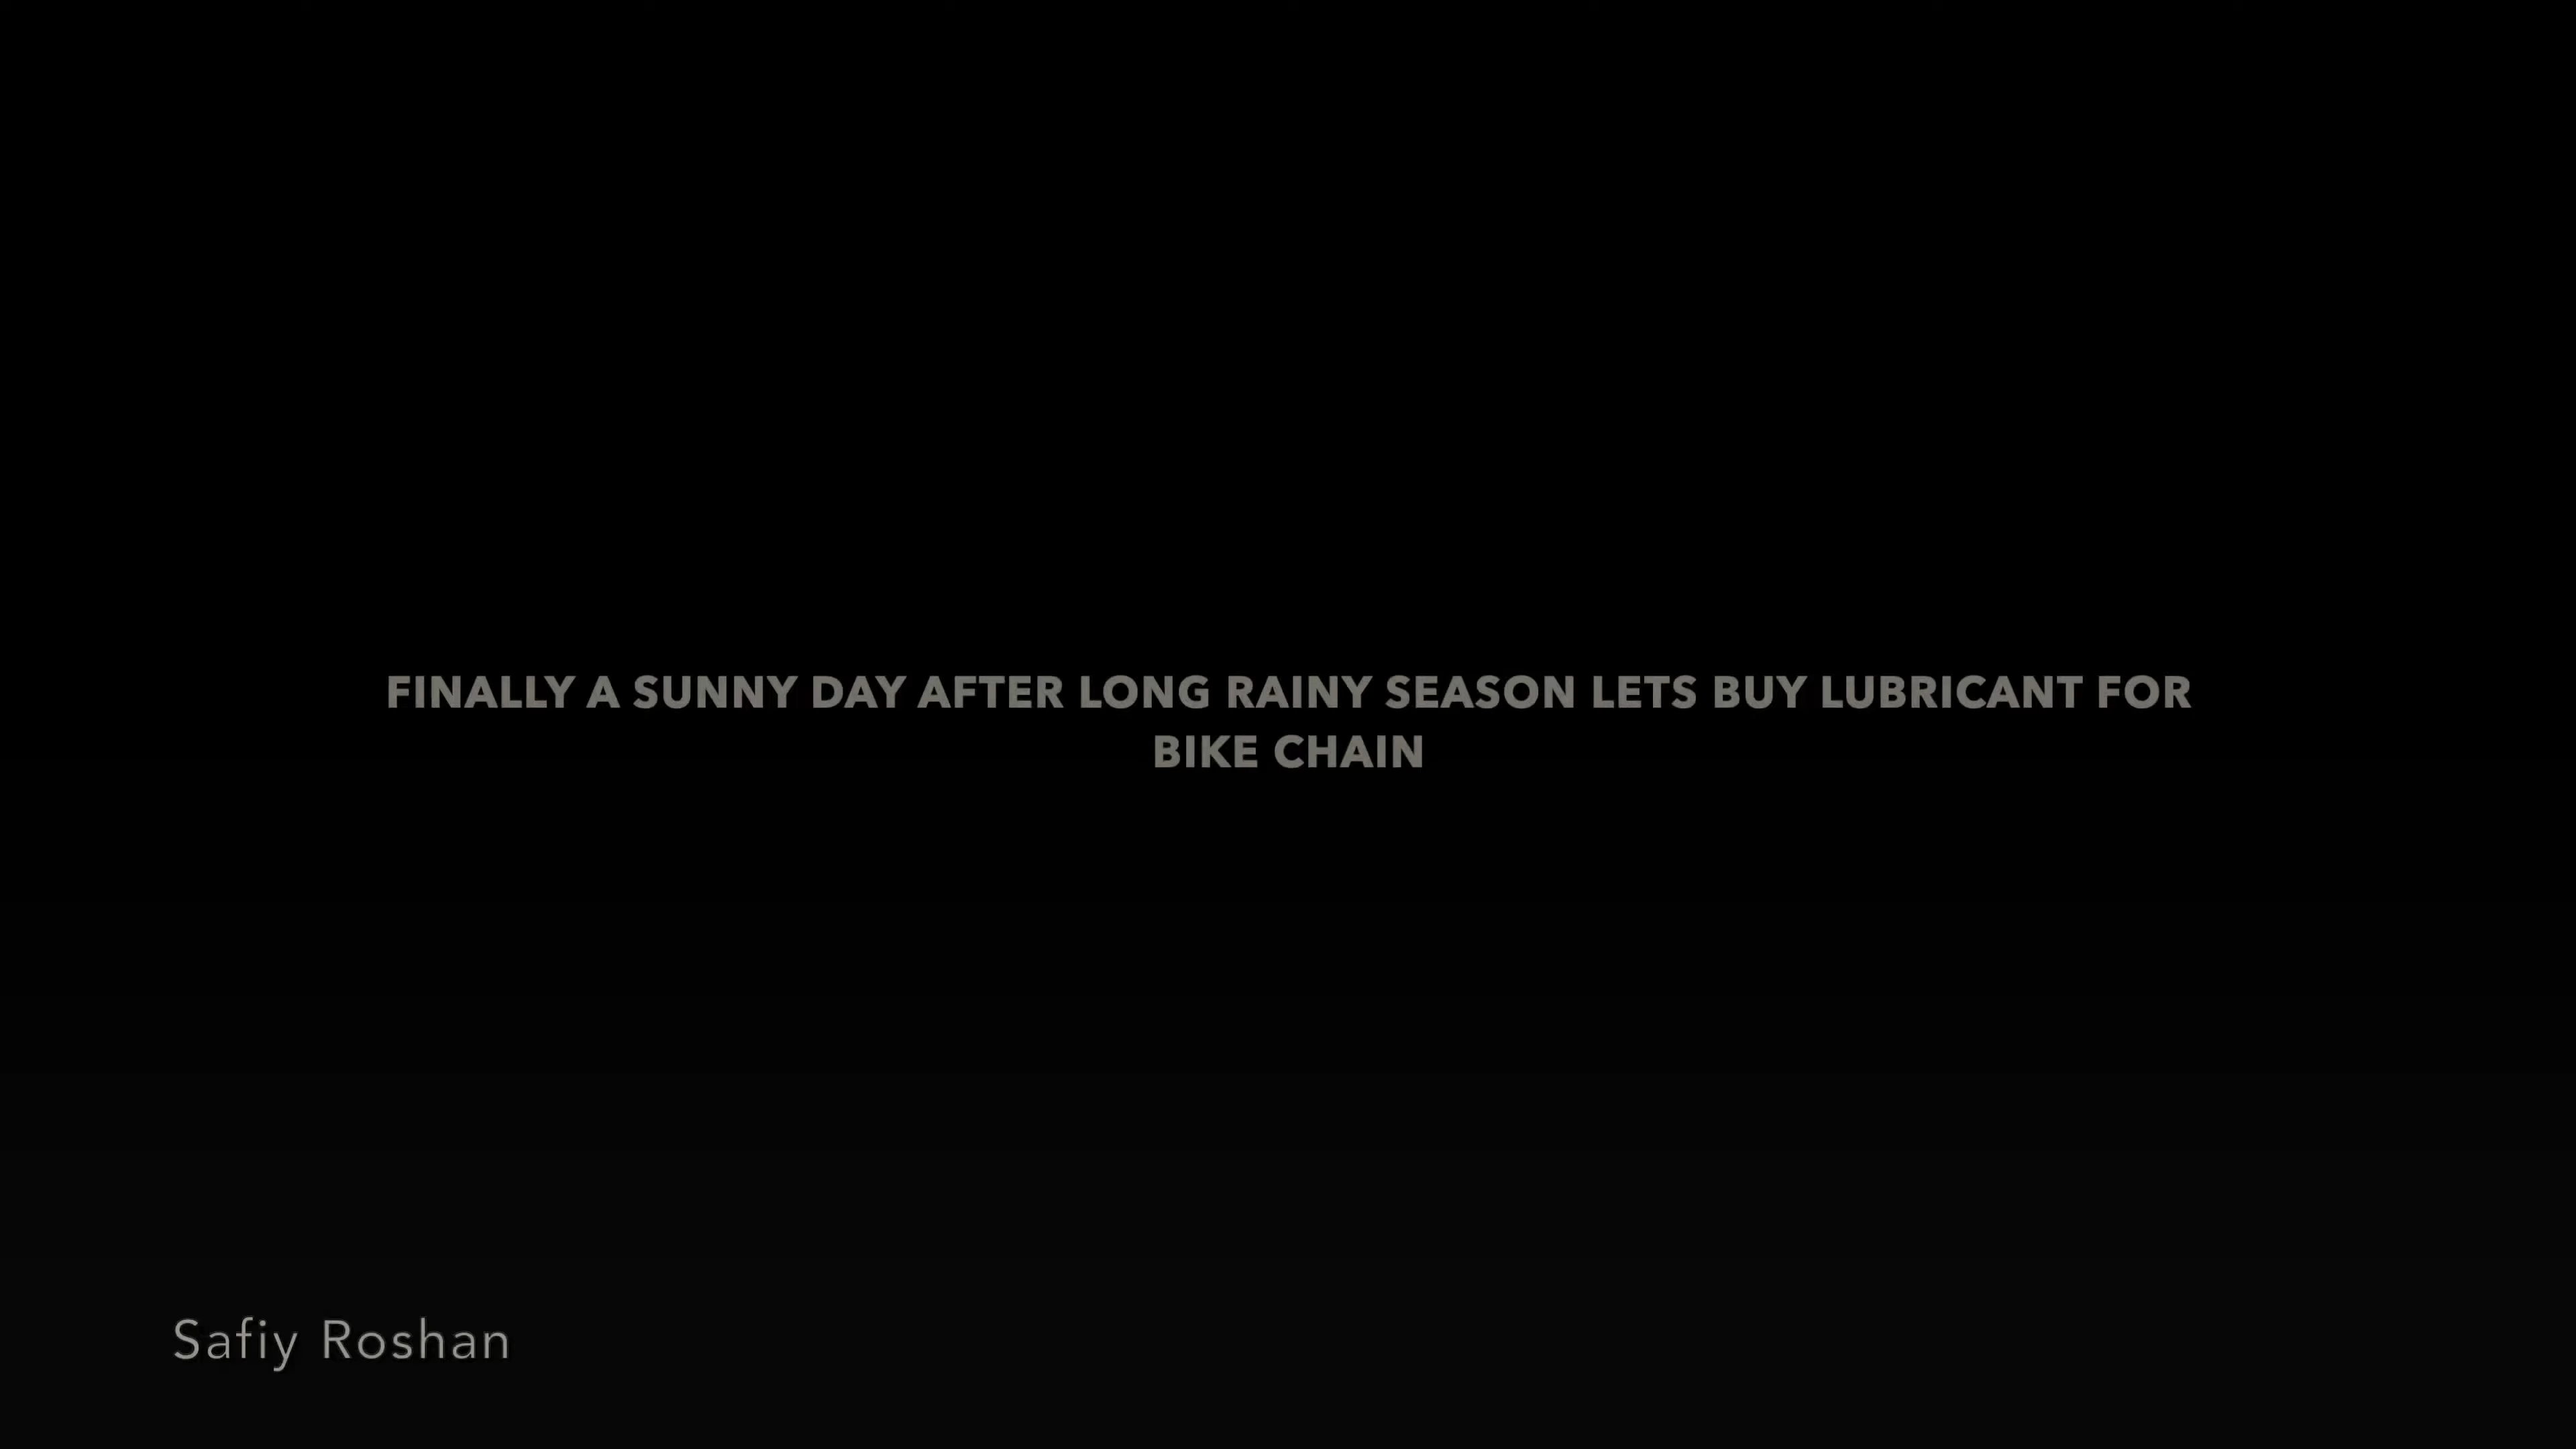 FINALLY A SUNNY DAY AFTER LONG RAINY SEASON LETS BUY LUBRICANT FOR
BIKE CHAIN
Safiy Roshan